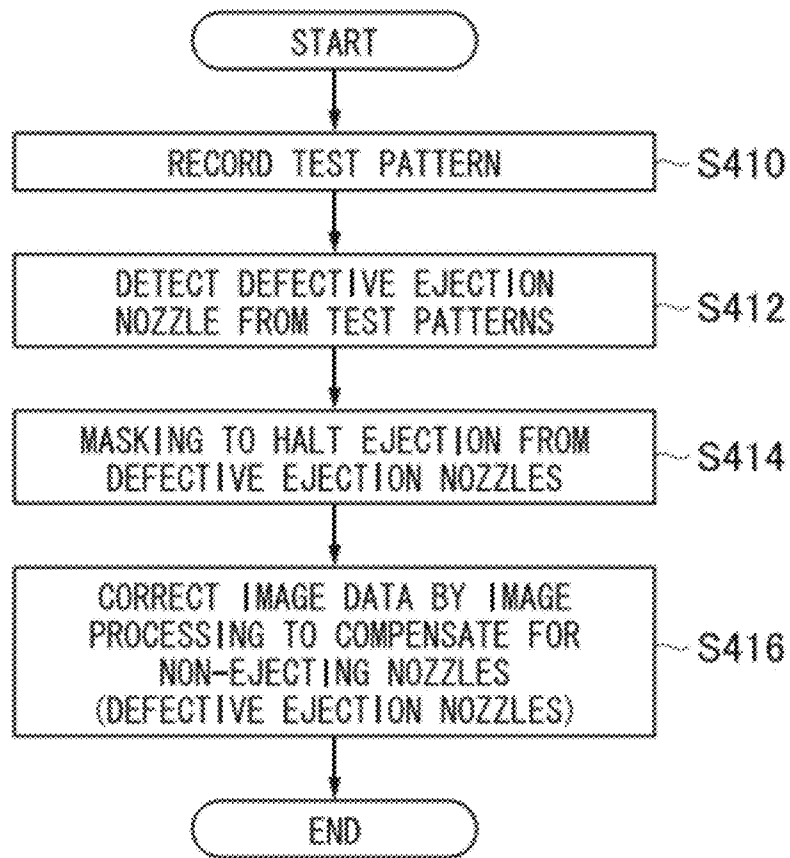 START
RECORD TEST PATTERN
S410
DETECT DEFECTIVE EJECTION
NOZZLE FROM TEST PATTERNS
S412
MASKING TO HALT EJECTION FROM
DEFECTIVE EJECTION NOZZLES
S414
CORRECT IMAGE DATA BY IMAGE
PROCESSING TO COMPENSATE FOR
NON-EJECTING NOZZLES
(DEFECTIVE EJECTION NOZZLES)
S416
END